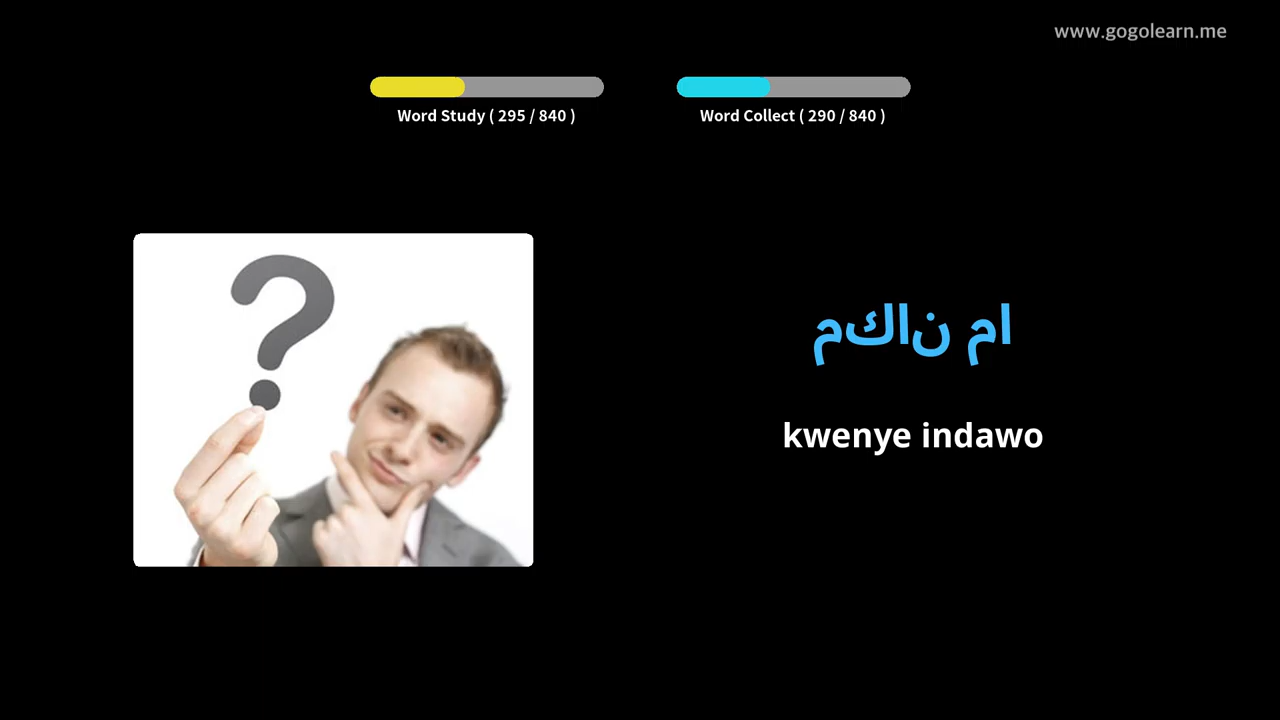 www.gogolearn.me
Word Study ( 295 / 840 )
Word Collect ( 290 / 840 )
مكان ما
kwenye indawo